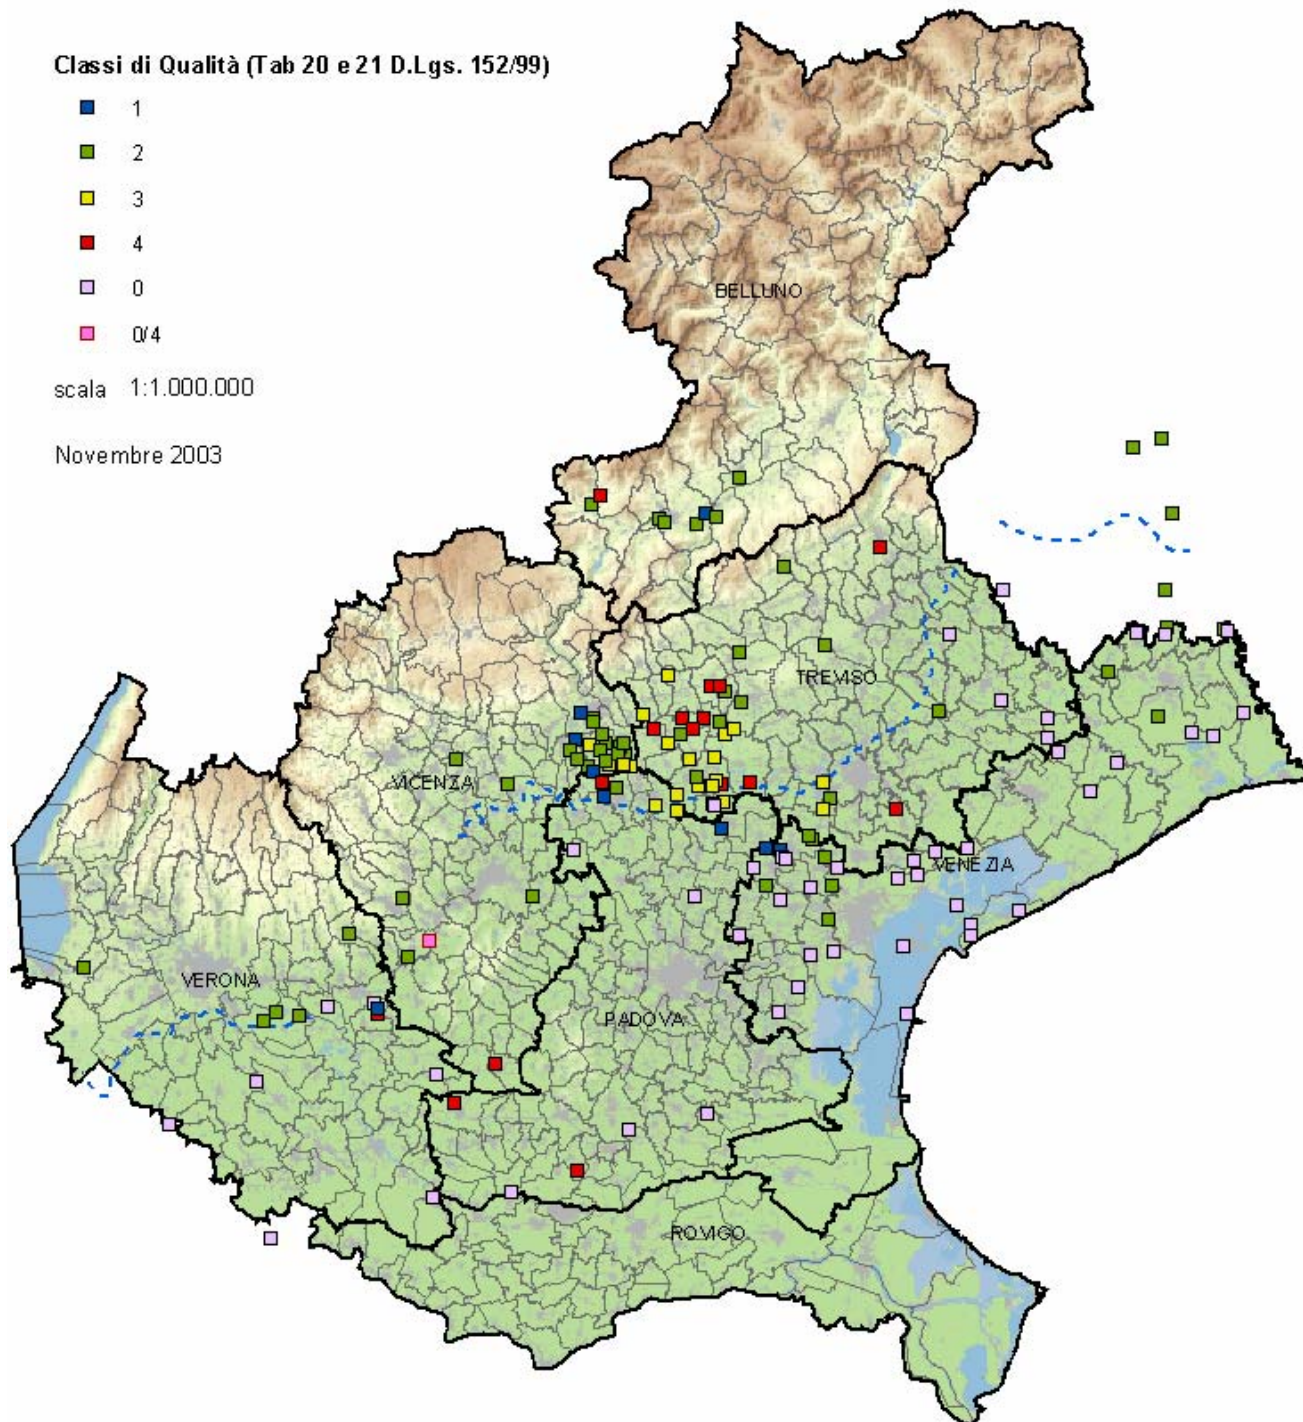 Classi di Qualità (Tab 20 e 21 D.Lgs. 152/99)
1
2
3
4
0
0/4
scala 1:1.000.000
Novembre 2003
BELLUNO
TREVISO
VICENZA
VENEZIA
VERONA
PADOVA
ROVIGO